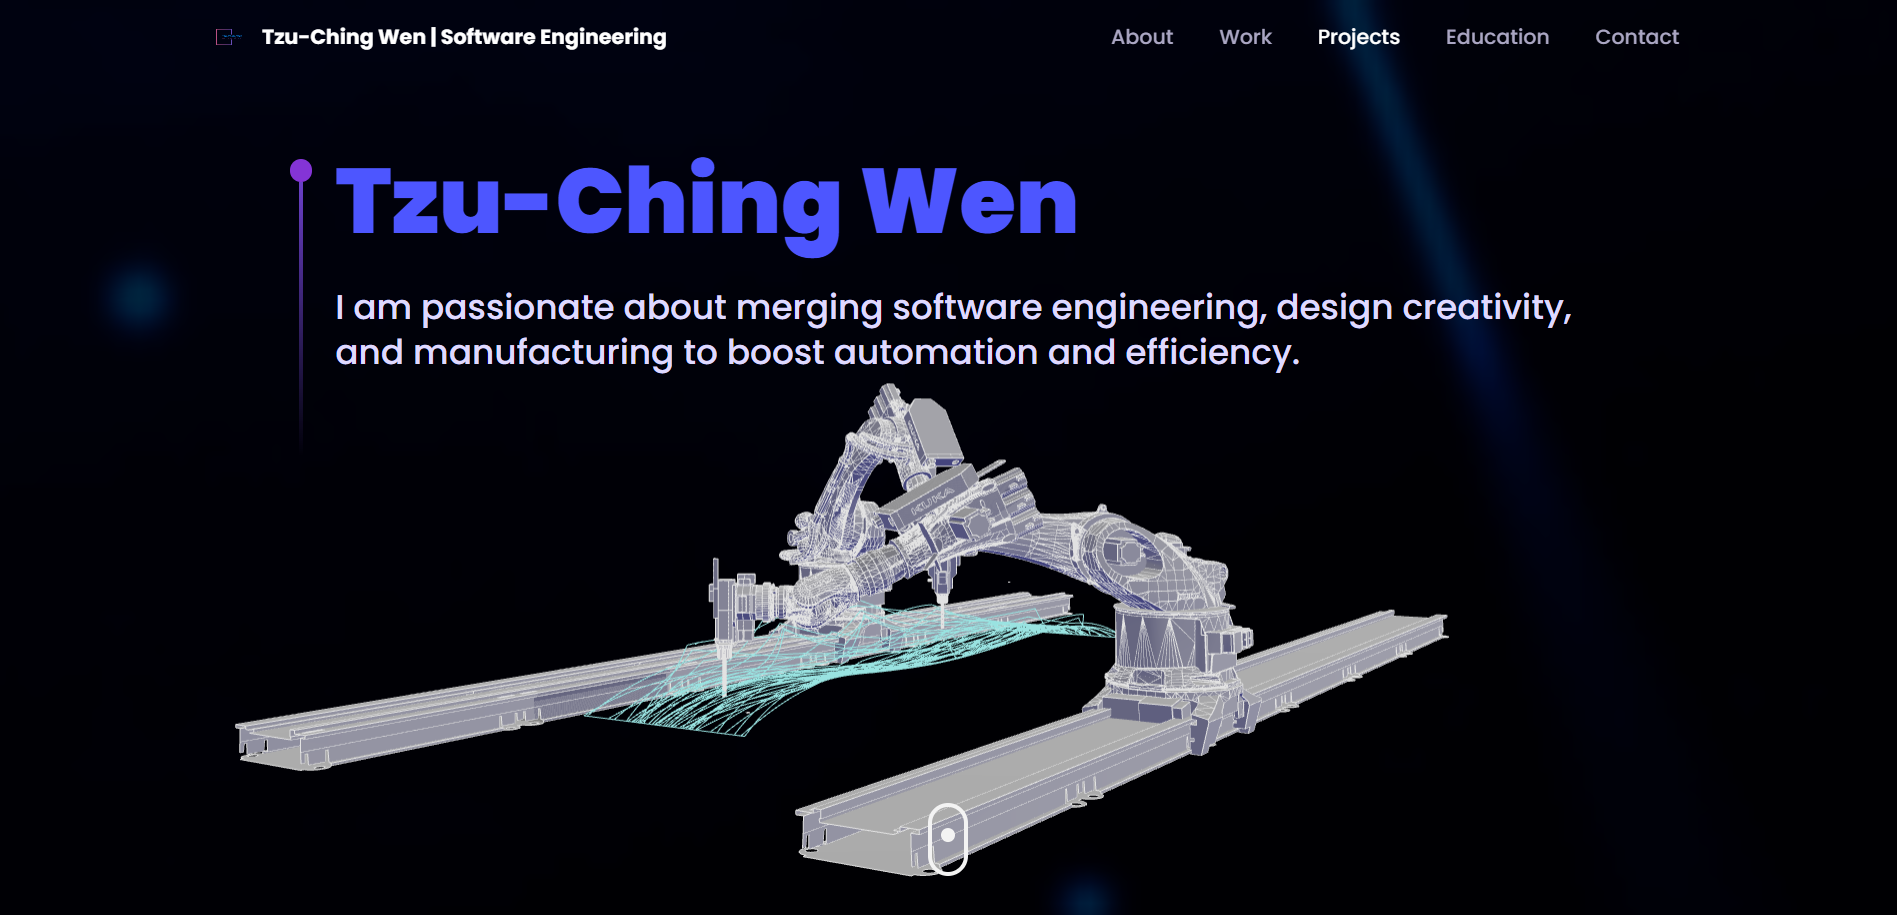 Tzu-Ching Wen | Software Engineering
About Work Projects Education Contact
Tzu-Ching Wen
I am passionate about merging software engineering, design creativity,
and manufacturing to boost automation and efficiency.
KUKA